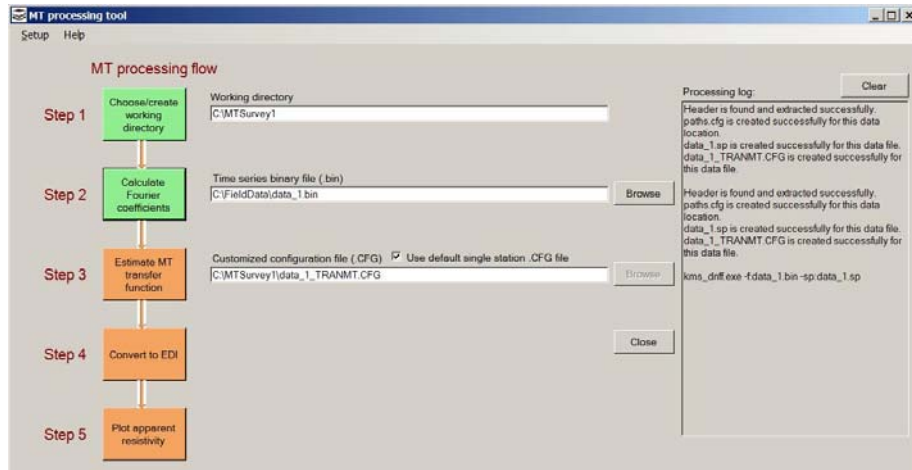 MT processing tool
Setup Help
MT processing flow
Step 1
Choose/create
working
directory
Working directory
C:\MTSurvey1
Step 2
Calculate
Fourier
coefficients
Time series binary file (.bin)
C:\FieldData\data_1.bin
Browse
Step 3
Estimate MT
transfer
function
Customized configuration file (.CFG) Use default single station .CFG file
C:\MTSurvey1\data_1_TRANMT.CFG
Browse
Step 4
Convert to EDI
Close
Step 5
Plot apparent
resistivity
Processing log:
Clear
Header is found and extracted successfully.
paths.cfg is created successfully for this data
location.
data_1.sp is created successfully for this data file.
data_1_TRANMT.CFG is created successfully for
this data file.
Header is found and extracted successfully.
paths.cfg is created successfully for this data
location.
data_1.sp is created successfully for this data file.
data_1_TRANMT.CFG is created successfully for
this data file.
kms_dnff.exe -f:data_1.bin -sp:data_1.sp